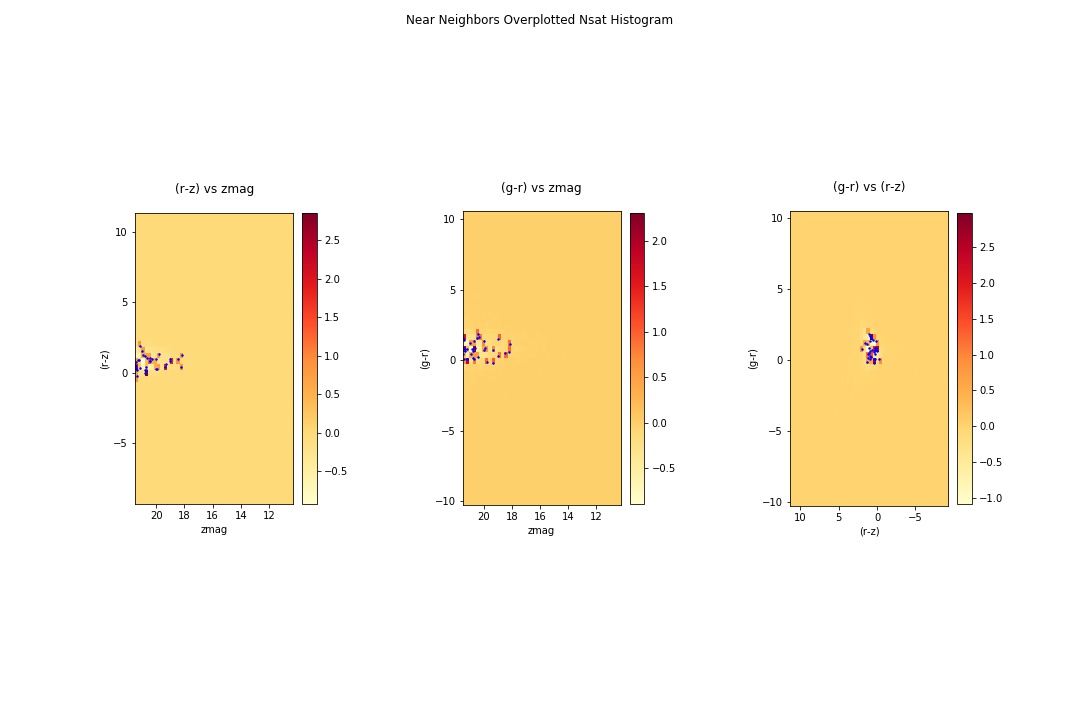 Near Neighbors Overplotted Nsat Histogram
(r-z) vs zmag
10
5
0
−5
(r-z)
20 18 16 14 12
zmag
2.5
2.0
1.5
1.0
0.5
0.0
−0.5
(g-r) vs zmag
10
5
0
−5
−10
(g-r)
20 18 16 14 12
zmag
2.0
1.5
1.0
0.5
0.0
−0.5
(g-r) vs (r-z)
10
5
0
−5
−10
(g-r)
10 5 0 −5
(r-z)
2.5
2.0
1.5
1.0
0.5
0.0
−0.5
−1.0